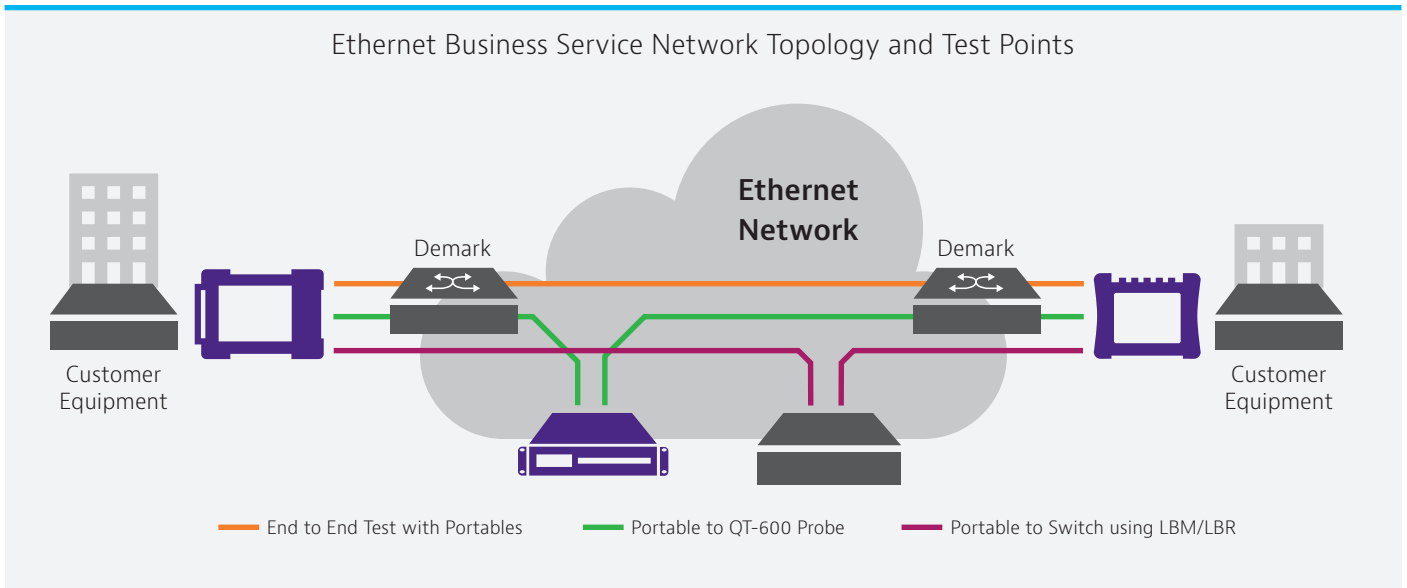 Ethernet Business Service Network Topology and Test Points
Ethernet
Network
Demark
Demark
Customer
Equipment
Customer
Equipment
End to End Test with Portables
Portable to QT-600 Probe
Portable to Switch using LBM/LBR